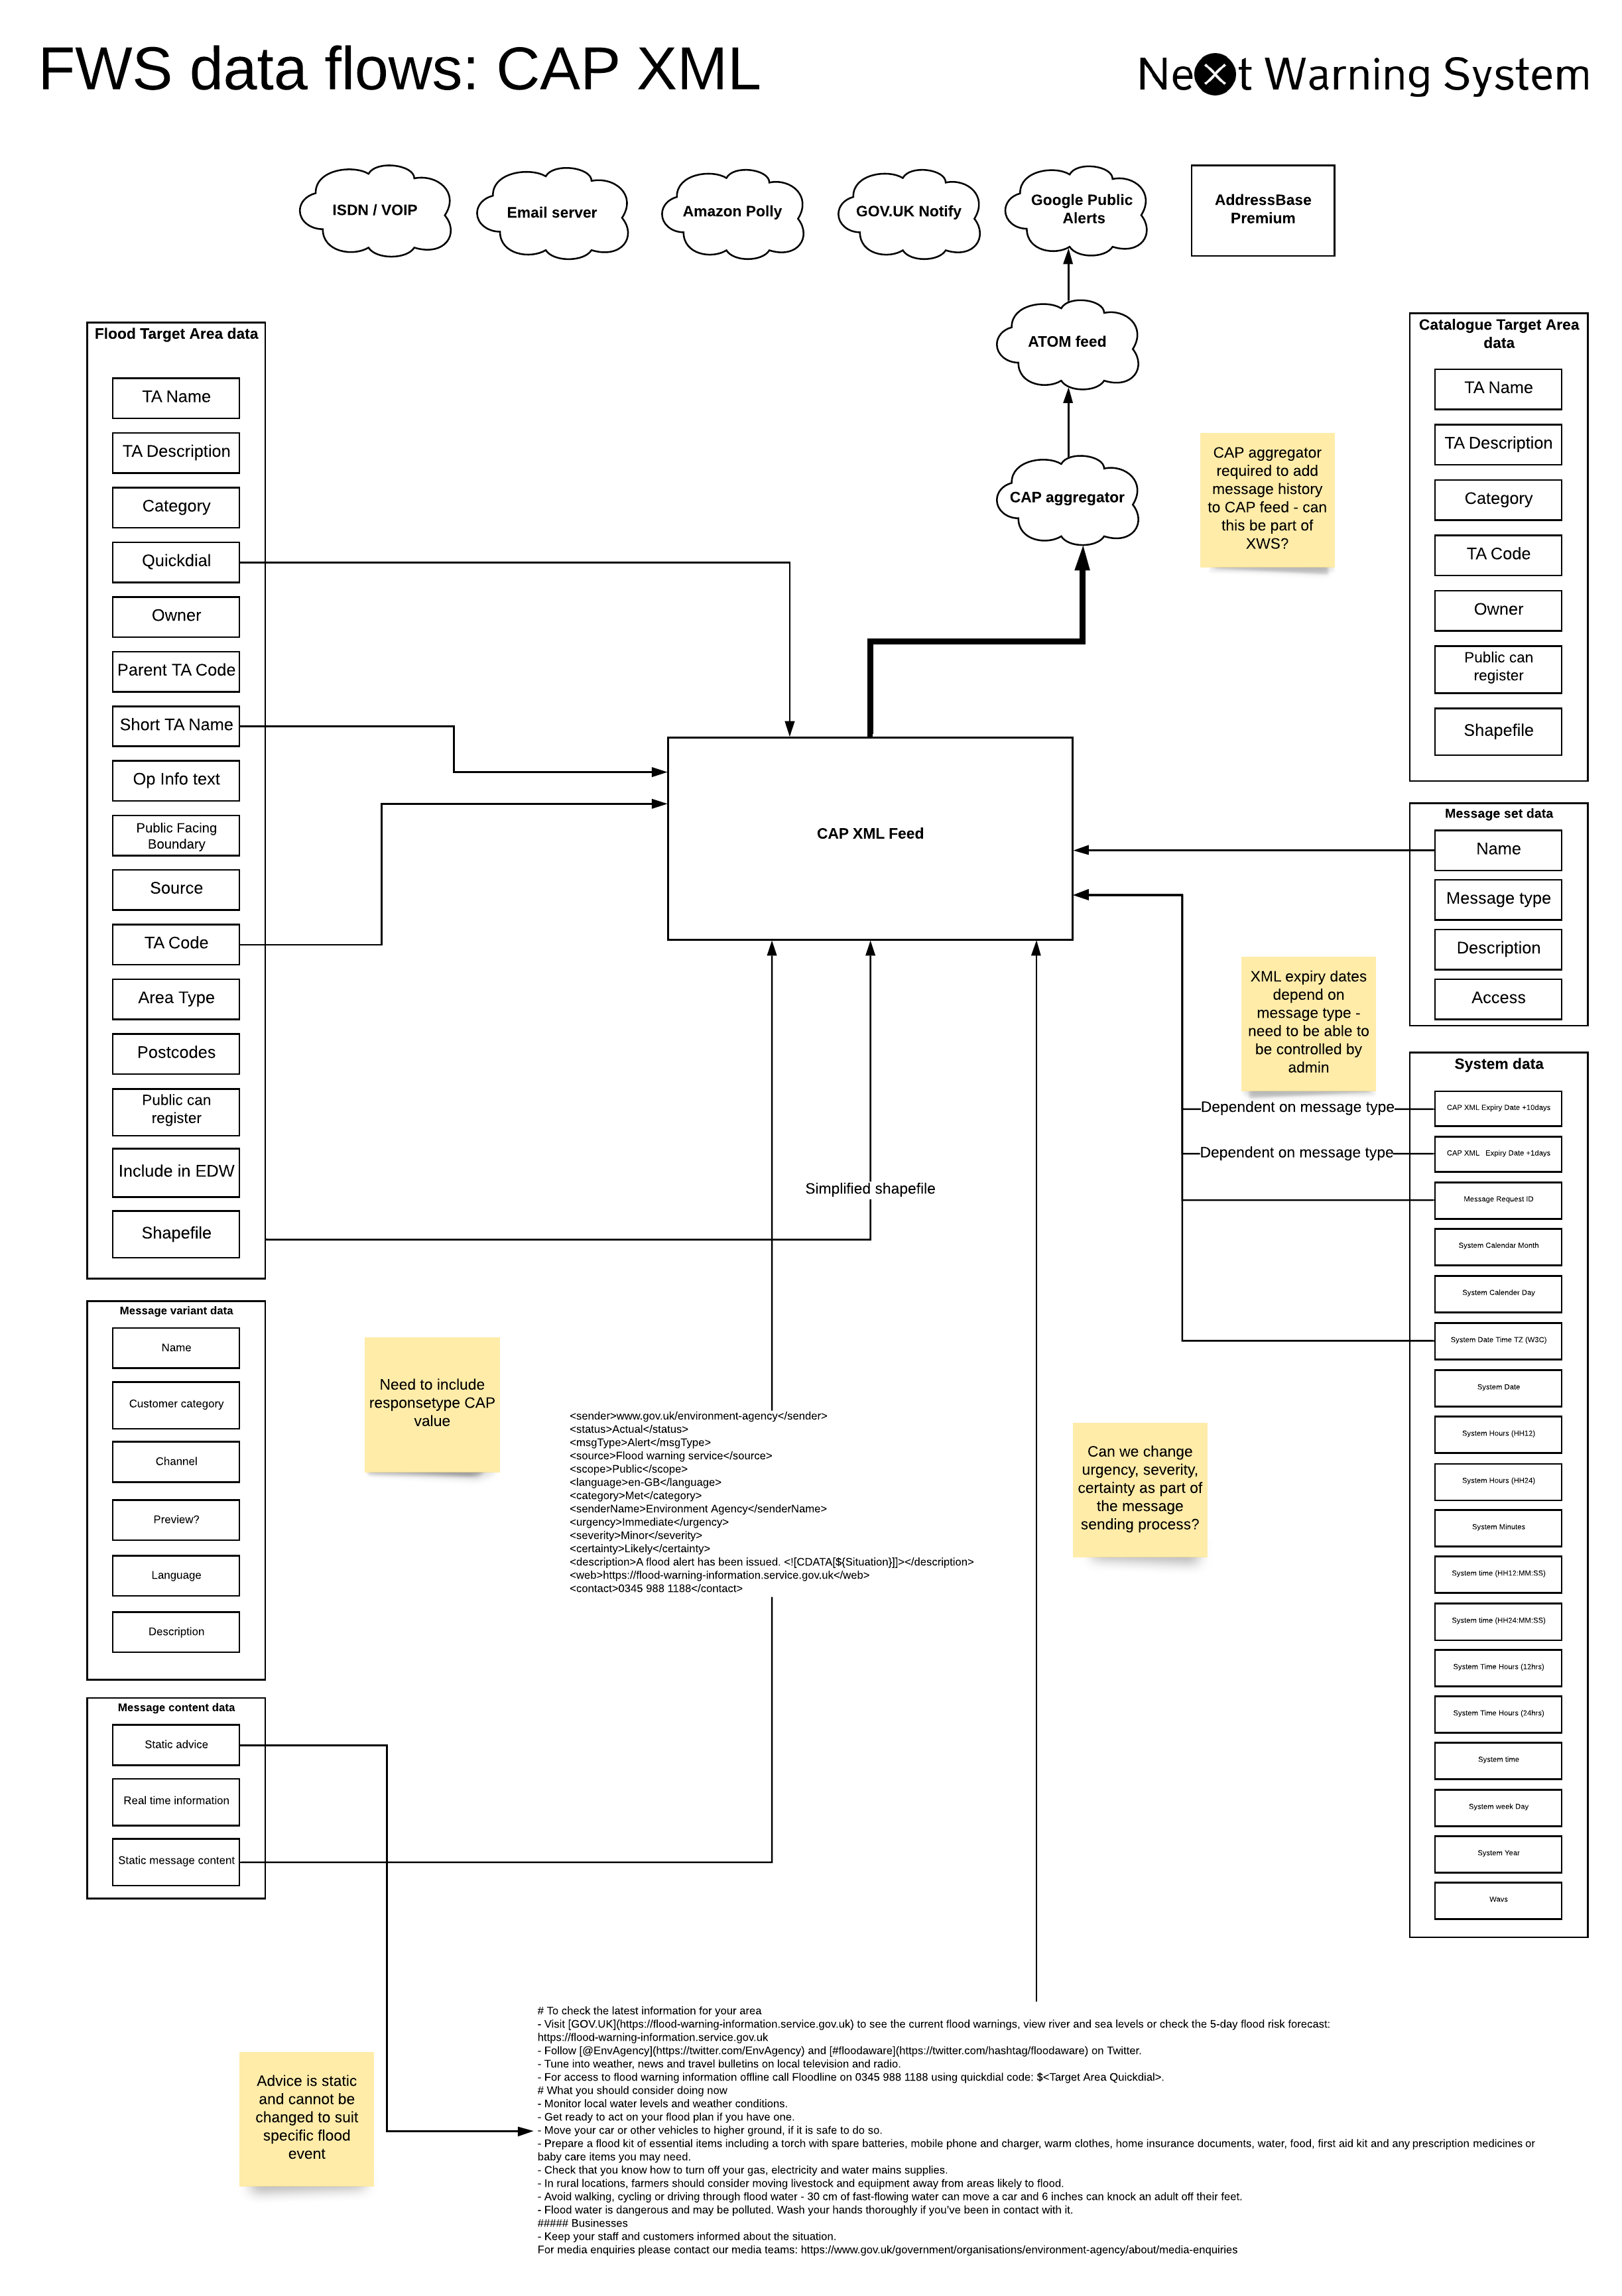 FWS data flows: CAP XML
Next Warning System
ISDN / VOIP
Email server
Amazon Polly
GOV.UK Notify
Google Public
Alerts
AddressBase
Premium
ATOM feed
CAP aggregator
CAP aggregator
required to add
message history
to CAP feed - can
this be part of
XWS?
Flood Target Area data
TA Name
TA Description
Category
Quickdial
Owner
Parent TA Code
Short TA Name
Op Info text
Public Facing
Boundary
Source
TA Code
Area Type
Postcodes
Public can
register
Include in EDW
Shapefile
CAP XML Feed
Simplified shapefile
Catalogue Target Area
data
TA Name
TA Description
Category
TA Code
Owner
Public can
register
Shapefile
Message set data
Name
Message type
Description
Access
XML expiry dates
depend on
message type -
need to be able to
be controlled by
admin
Dependent on message type
Dependent on message type
System data
CAP XML Expiry Date +10days
CAP XML Expiry Date +1days
Message Request ID
System Calendar Month
System Calender Day
System Date Time TZ (W3C)
System Date
System Hours (HH12)
System Hours (HH24)
System Minutes
System time (HH12:MM:SS)
System time (HH24:MM:SS)
System Time Hours (12hrs)
System Time Hours (24hrs)
System time
System week Day
System Year
Wavs
Message variant data
Name
Customer category
Channel
Preview?
Language
Description
Need to include
responsetype CAP
value
<sender>www.gov.uk/environment-agency</sender>
<status>Actual</status>
<msgType>Alert</msgType>
<source>Flood warning service</source>
<scope>Public</scope>
<language>en-GB</language>
<category>Met</category>
<senderName>Environment Agency</senderName>
<urgency>Immediate</urgency>
<severity>Minor</severity>
<certainty>Likely</certainty>
<description>A flood alert has been issued. <![CDATA[${Situation}]]></description>
<web>https://flood-warning-information.service.gov.uk</web>
<contact>0345 988 1188</contact>
Can we change
urgency, severity,
certainty as part of
the message
sending process?
Message content data
Static advice
Real time information
Static message content
Advice is static
and cannot be
changed to suit
specific flood
event
# To check the latest information for your area
- Visit [GOV.UK](https://flood-warning-information.service.gov.uk) to see the current flood warnings, view river and sea levels or check the 5-day flood risk forecast:
https://flood-warning-information.service.gov.uk
- Follow [@EnvAgency](https://twitter.com/EnvAgency) and [#floodaware](https://twitter.com/hashtag/floodaware) on Twitter.
- Tune into weather, news and travel bulletins on local television and radio.
- For access to flood warning information offline call Floodline on 0345 988 1188 using quickdial code: $<Target Area Quickdial>.
# What you should consider doing now
- Monitor local water levels and weather conditions.
- Get ready to act on your flood plan if you have one.
- Move your car or other vehicles to higher ground, if it is safe to do so.
- Prepare a flood kit of essential items including a torch with spare batteries, mobile phone and charger, warm clothes, home insurance documents, water, food, first aid kit and any prescription medicines or
baby care items you may need.
- Check that you know how to turn off your gas, electricity and water mains supplies.
- In rural locations, farmers should consider moving livestock and equipment away from areas likely to flood.
- Avoid walking, cycling or driving through flood water - 30 cm of fast-flowing water can move a car and 6 inches can knock an adult off their feet.
- Flood water is dangerous and may be polluted. Wash your hands thoroughly if you've been in contact with it.
##### Businesses
- Keep your staff and customers informed about the situation.
For media enquiries please contact our media teams: https://www.gov.uk/government/organisations/environment-agency/about/media-enquiries